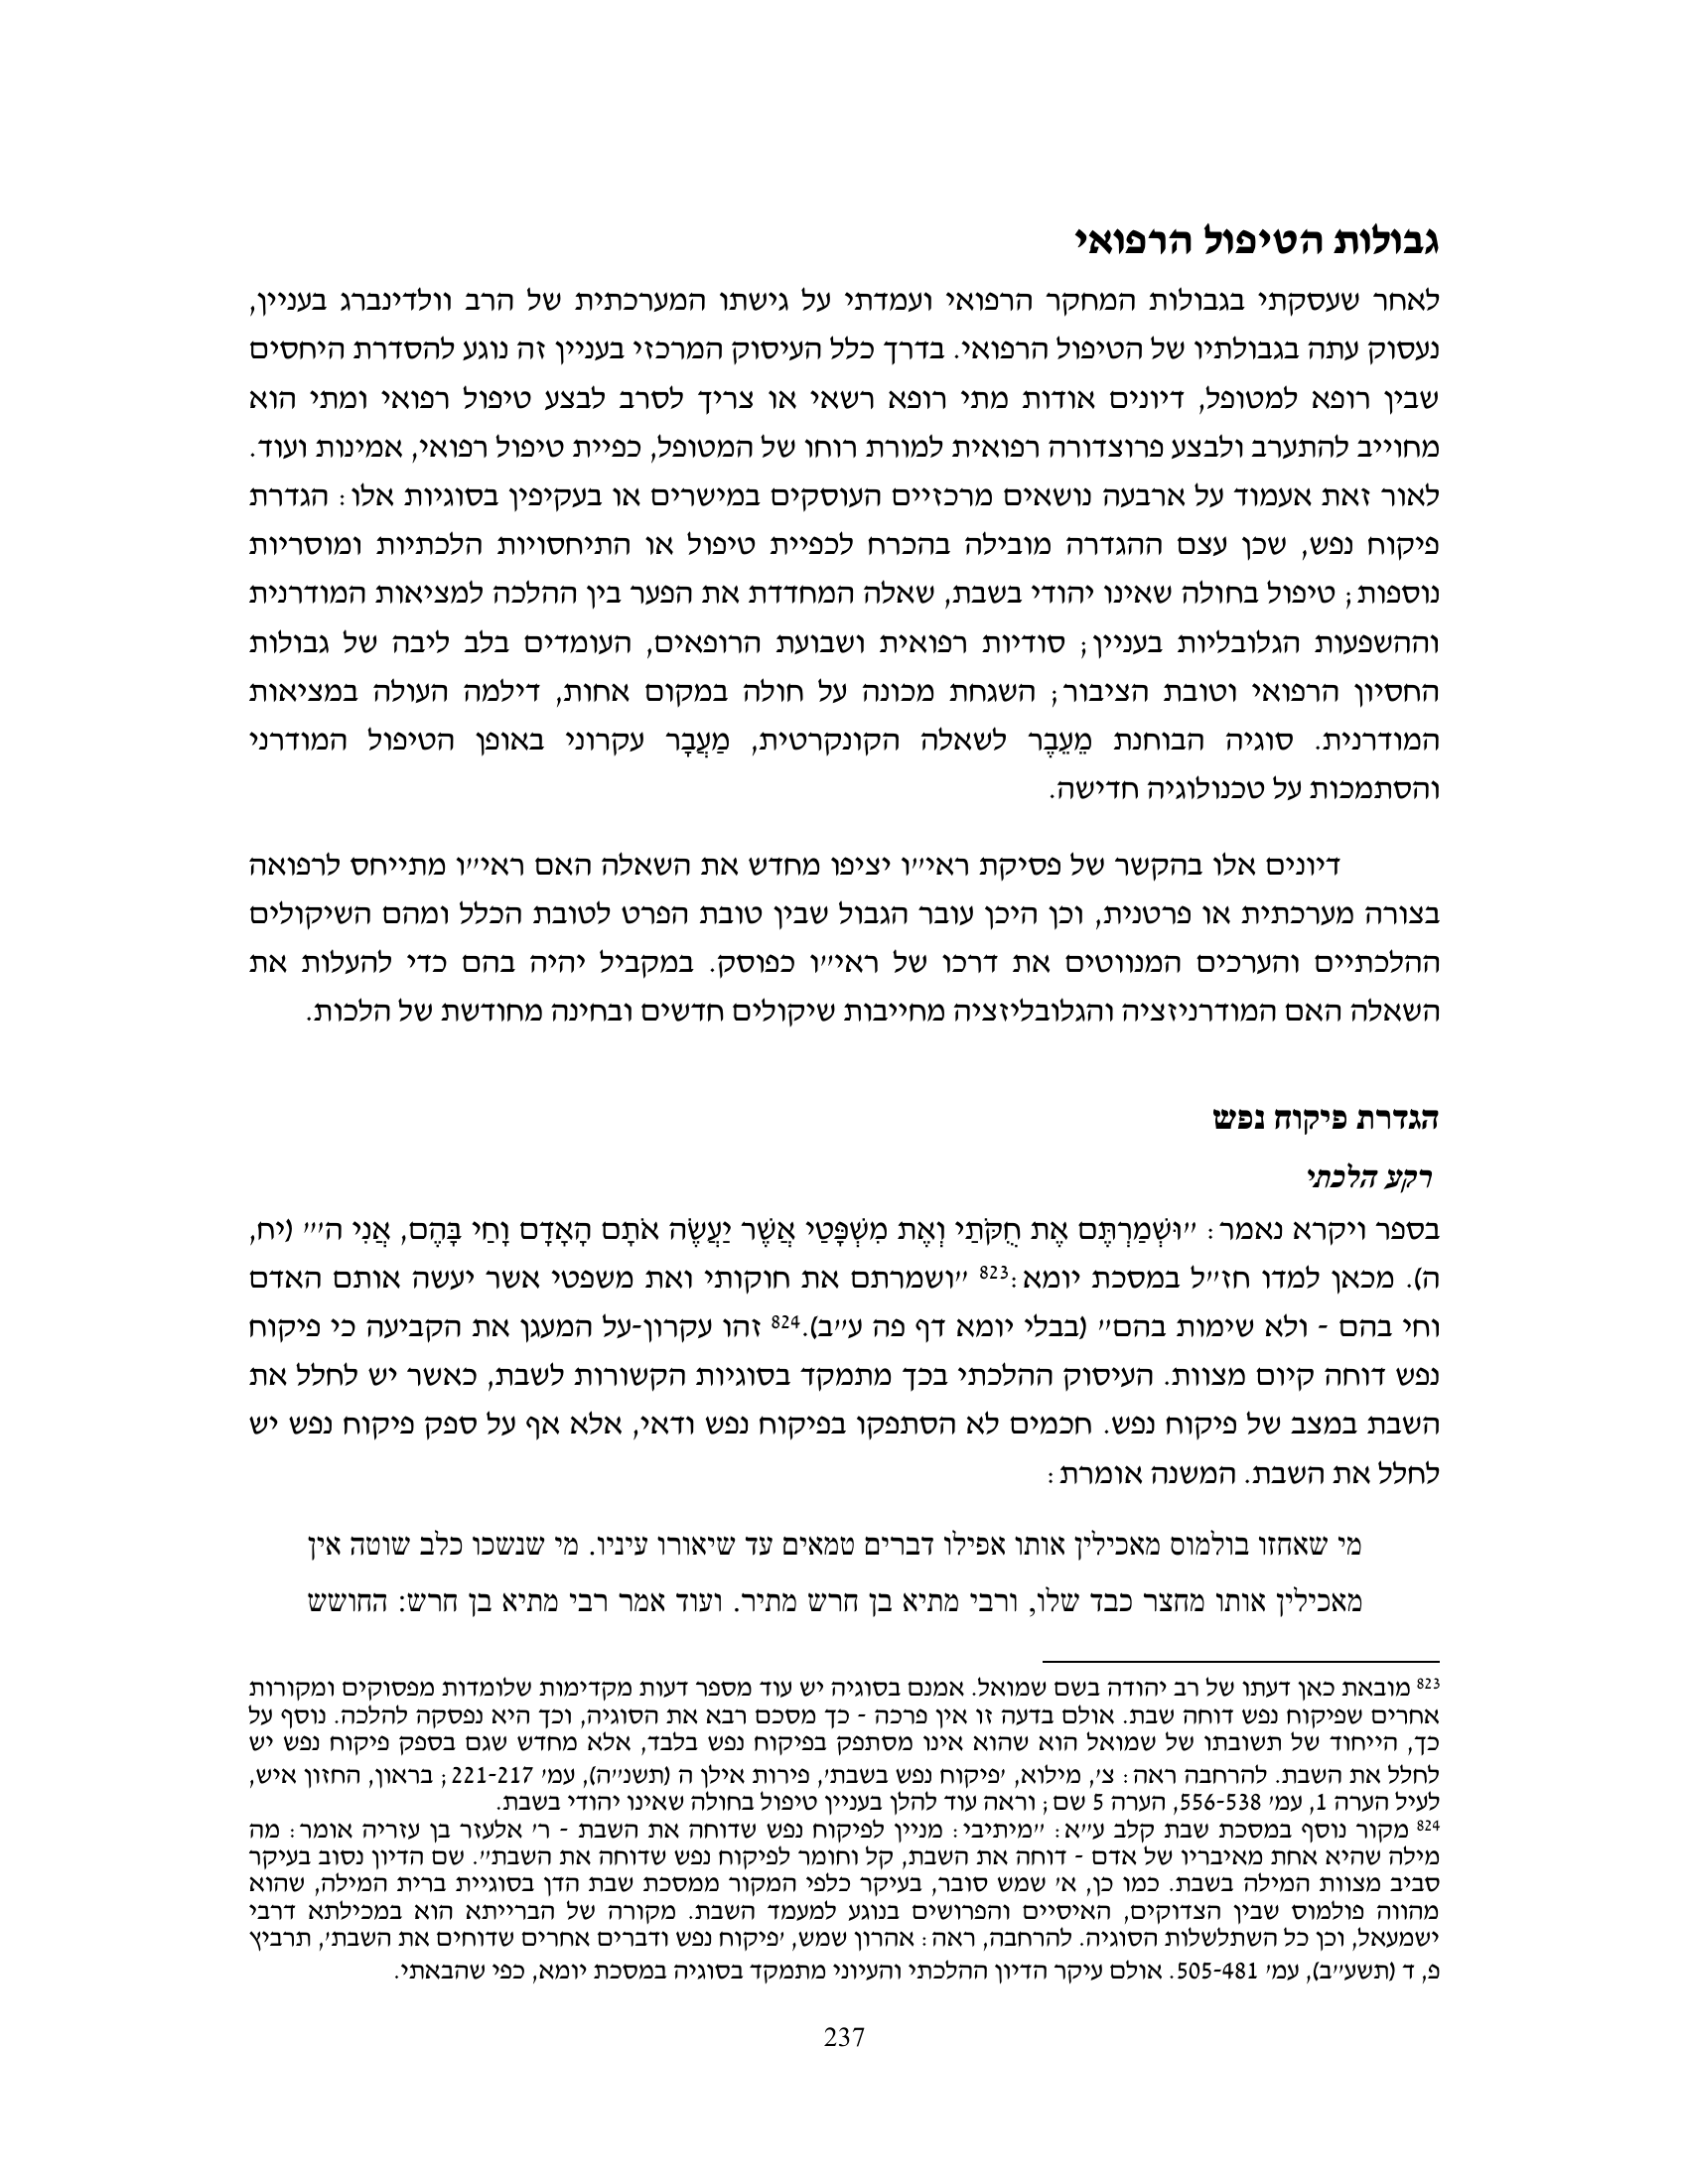 גבולות הטיפול הרפואי
לאחר שעסקתי בגבולות המחקר הרפואי ועמדתי על גישתו המערכתית של הרב וולדינברג בעניין,
נעסוק עתה בגבולתיו של הטיפול הרפואי. בדרך כלל העיסוק המרכזי בעניין זה נוגע להסדרת היחסים
שבין רופא למטופל, דיונים אודות מתי רופא רשאי או צריך לסרב לבצע טיפול רפואי ומתי הוא
מחוייב להתערב ולבצע פרוצדורה רפואית למורת רוחו של המטופל, כפיית טיפול רפואי, אמינות ועוד.
לאור זאת אעמוד על ארבעה נושאים מרכזיים העוסקים במישרים או בעקיפין בסוגיות אלו: הגדרת
פיקוח נפש, שכן עצם ההגדרה מובילה בהכרח לכפיית טיפול או התיחסויות הלכתיות ומוסריות
נוספות; טיפול בחולה שאינו יהודי בשבת, שאלה המחדדת את הפער בין ההלכה למציאות המודרנית
וההשפעות הגלובליות בעניין; סודיות רפואית ושבועת הרופאים, העומדים בלב ליבה של גבולות
החסיון הרפואי וטובת הציבור; השגחת מכונה על חולה במקום אחות, דילמה העולה במציאות
המודרנית. סוגיה הבוחנת מֵעֵבֶר לשאלה הקונקרטית, מַעֲבָר עקרוני באופן הטיפול המודרני
והסתמכות על טכנולוגיה חדישה.
דיונים אלו בהקשר של פסיקת ראי״ו יציפו מחדש את השאלה האם ראי״ו מתייחס לרפואה
בצורה מערכתית או פרטנית, וכן היכן עובר הגבול שבין טובת הפרט לטובת הכלל ומהם השיקולים
ההלכתיים והערכים המנווטים את דרכו של ראי״ו כפוסק. במקביל יהיה בהם כדי להעלות את
השאלה האם המודרניזציה והגלובליזציה מחייבות שיקולים חדשים ובחינה מחודשת של הלכות.
הגדרת פיקוח נפש
רקע הלכתי
בספר ויקרא נאמר: ״וּשְׁמַרְתֶּם אֶת חֻקֹּתַי וְאֶת מִשְׁפָּטַי אֲשֶׁר יַעֲשֶׂה אֹתָם הָאָדָם וָחַי בָּהֶם, אֲנִי ה׳״ (יח,
ה). מכאן למדו חז״ל במסכת יומא:823 ״ושמרתם את חוקותי ואת משפטי אשר יעשה אותם האדם
וחי בהם - ולא שימות בהם״ (בבלי יומא דף פה ע״ב).824 זהו עקרון-על המעגן את הקביעה כי פיקוח
נפש דוחה קיום מצוות. העיסוק ההלכתי בכך מתמקד בסוגיות הקשורות לשבת, כאשר יש לחלל את
השבת במצב של פיקוח נפש. חכמים לא הסתפקו בפיקוח נפש ודאי, אלא אף על ספק פיקוח נפש יש
לחלל את השבת. המשנה אומרת:
מי שאחזו בולמוס מאכילין אותו אפילו דברים טמאים עד שיאורו עיניו. מי שנשכו כלב שוטה אין
מאכילין אותו מחצר כבד שלו, ורבי מתיא בן חרש מתיר. ועוד אמר רבי מתיא בן חרש: החושש
823 מובאת כאן דעתו של רב יהודה בשם שמואל. אמנם בסוגיה יש עוד מספר דעות מקדימות שלומדות מפסוקים ומקורות
אחרים שפיקוח נפש דוחה שבת. אולם בדעה זו אין פרכה - כך מסכם רבא את הסוגיה, וכך היא נפסקה להלכה. נוסף על
כך, הייחוד של תשובתו של שמואל הוא שהוא אינו מסתפק בפיקוח נפש בלבד, אלא מחדש שגם בספק פיקוח נפש יש
לחלל את השבת. להרחבה ראה: צ׳, מילוא, ׳פיקוח נפש בשבת׳, פירות אילן ה (תשנ״ה), עמ׳ 221-217; בראון, החזון איש,
לעיל הערה 1, עמ׳ 556-538, הערה 5 שם; וראה עוד להלן בעניין טיפול בחולה שאינו יהודי בשבת.
824 מקור נוסף במסכת שבת קלב ע״א: ״מיתיבי: מניין לפיקוח נפש שדוחה את השבת - ר׳ אלעזר בן עזריה אומר: מה
מילה שהיא אחת מאיבריו של אדם - דוחה את השבת, קל וחומר לפיקוח נפש שדוחה את השבת״. שם הדיון נסוב בעיקר
סביב מצוות המילה בשבת. כמו כן, א׳ שמש סובר, בעיקר כלפי המקור ממסכת שבת הדן בסוגיית ברית המילה, שהוא
מהווה פולמוס שבין הצדוקים, האיסיים והפרושים בנוגע למעמד השבת. מקורה של הברייתא הוא במכילתא דרבי
ישמעאל, וכן כל השתלשלות הסוגיה. להרחבה, ראה: אהרון שמש, ׳פיקוח נפש ודברים אחרים שדוחים את השבת׳, תרביץ
פ, ד (תשע״ב), עמ׳ 505-481. אולם עיקר הדיון ההלכתי והעיוני מתמקד בסוגיה במסכת יומא, כפי שהבאתי.
237